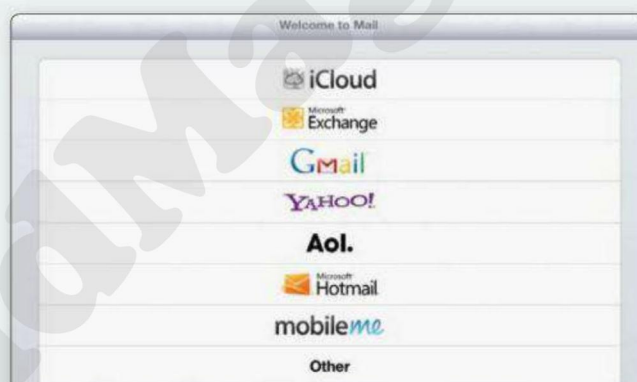 Welcome to Mail
iCloud
Microsoft
Exchange
Gmail
YAHOO!
Aol.
Microsoft
Hotmail
mobileme
Other